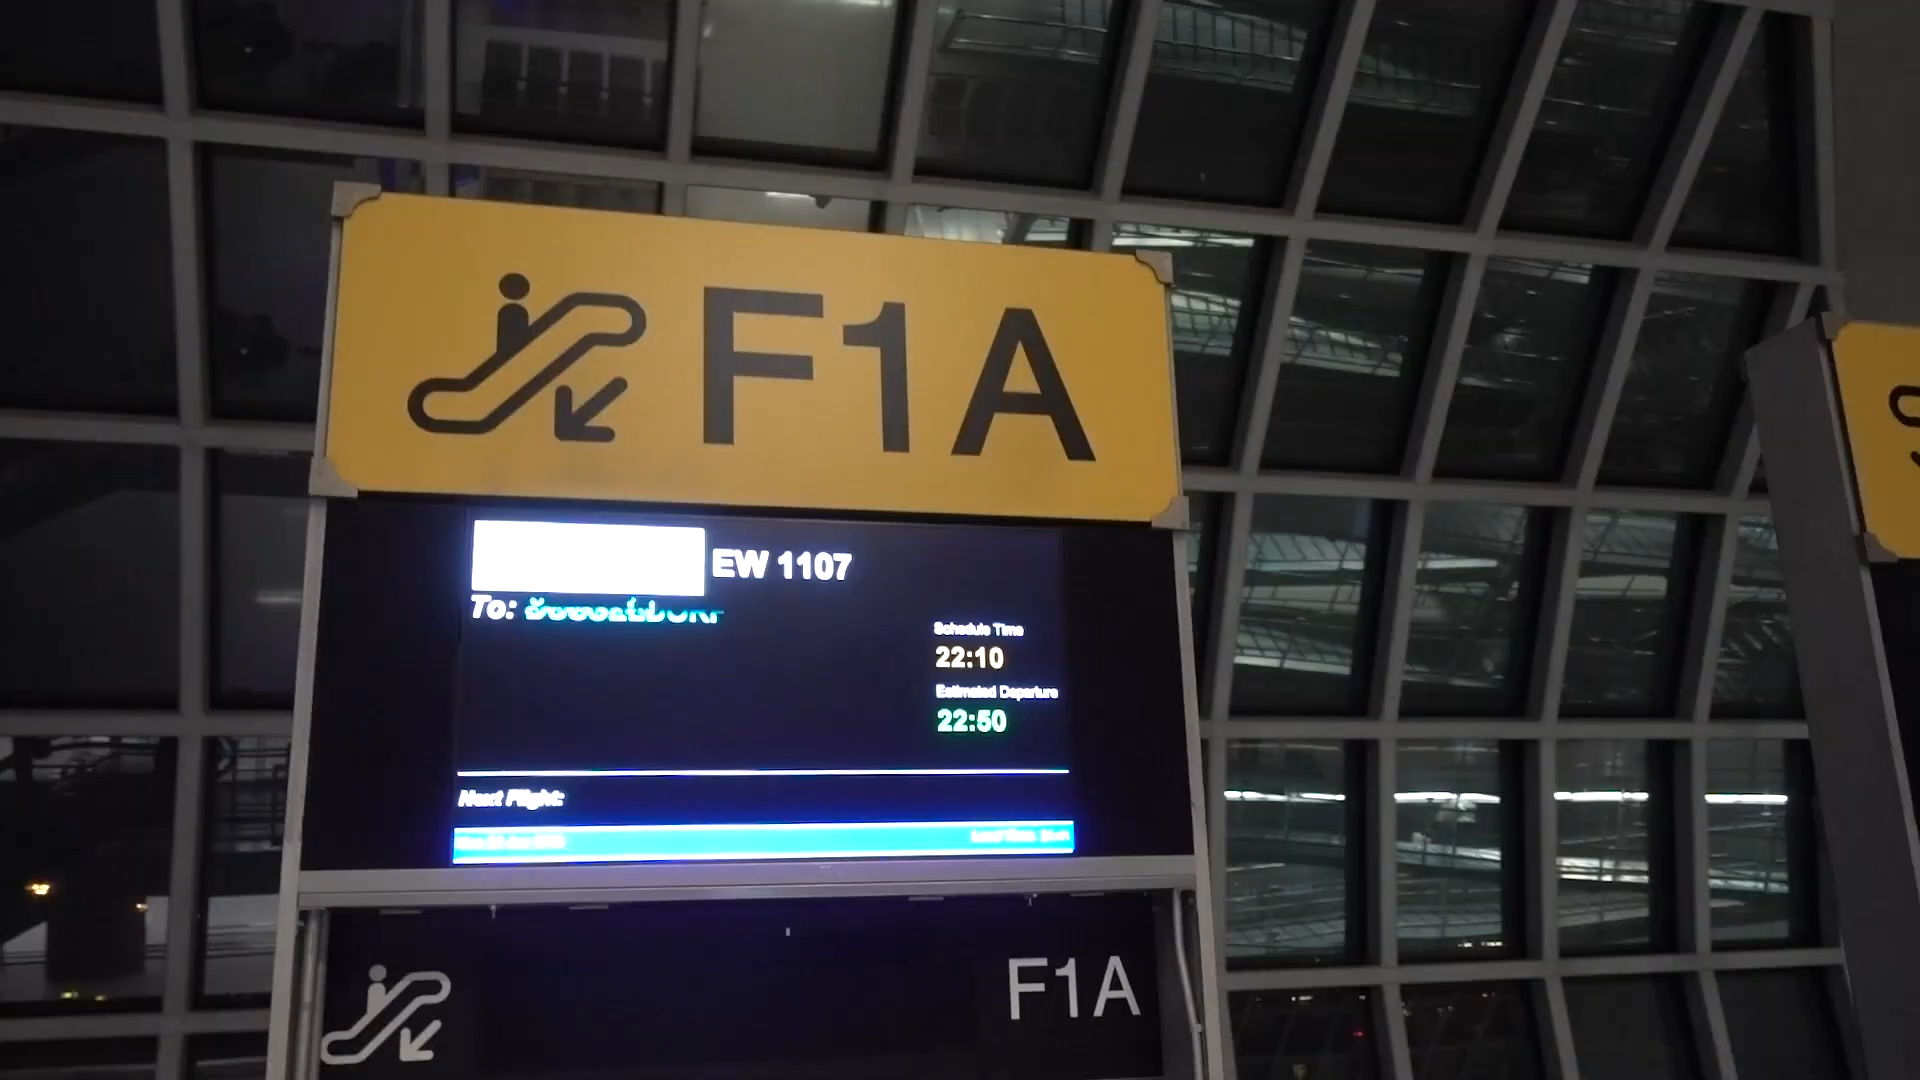 F1A
EW 1107
To:
Schedule Time
22:10
Estimated Departure
22:50
Next Flight:
F1A